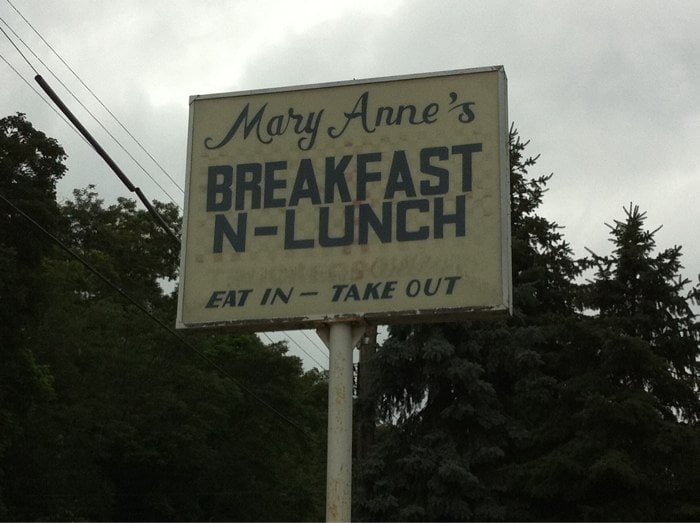 Mary Anne's
BREAKFAST
N-LUNCH
EAT IN - TAKE OUT